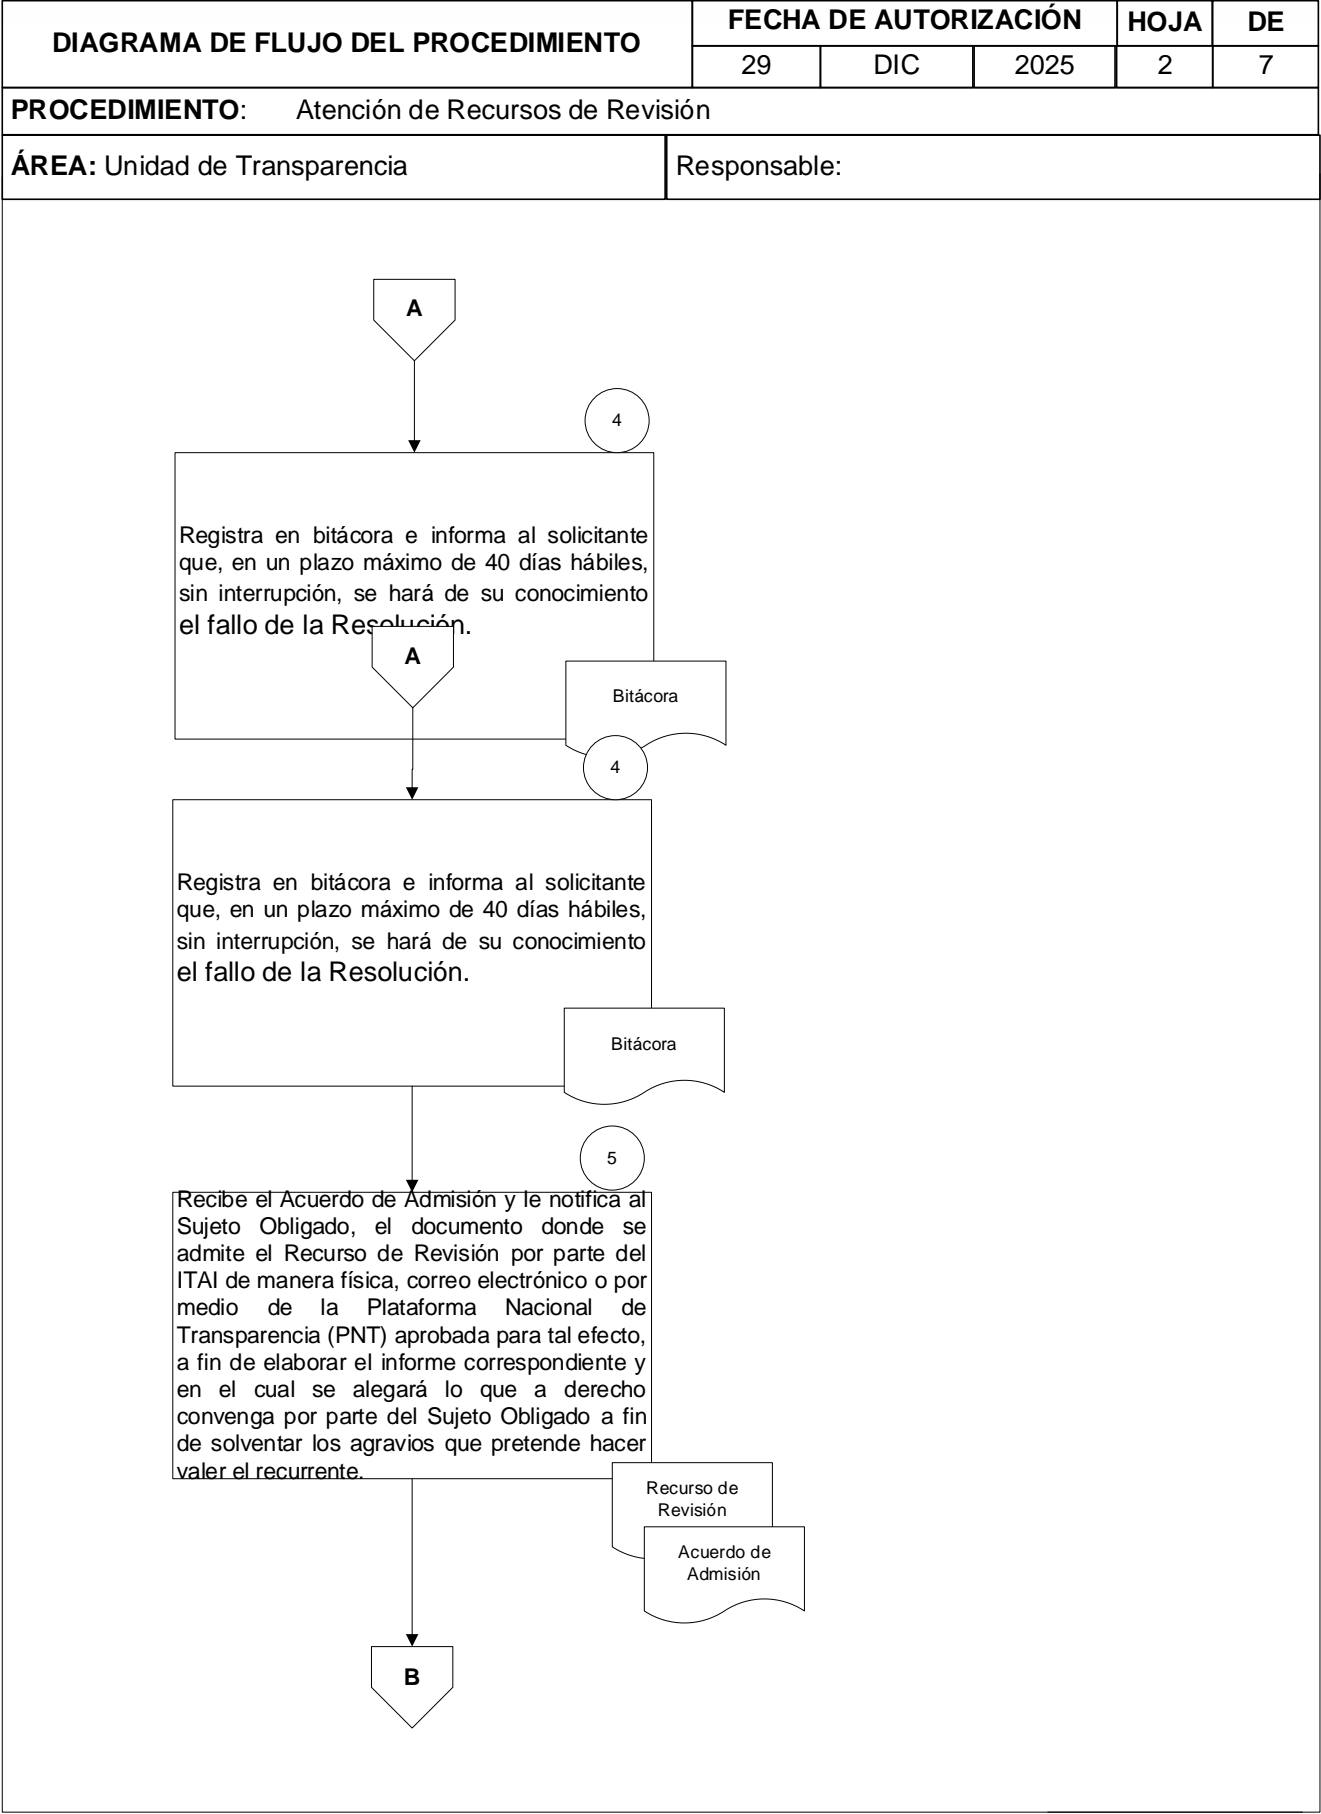 DIAGRAMA DE FLUJO DEL PROCEDIMIENTO
FECHA DE AUTORIZACIÓN
HOJA
DE
29
DIC
2025
2
7
PROCEDIMIENTO: Atención de Recursos de Revisión
ÁREA: Unidad de Transparencia
Responsable:
A
4
Registra en bitácora e informa al solicitante
que, en un plazo máximo de 40 días hábiles,
sin interrupción, se hará de su conocimiento
el fallo de la Resolución.
A
Bitácora
4
Registra en bitácora e informa al solicitante
que, en un plazo máximo de 40 días hábiles,
sin interrupción, se hará de su conocimiento
el fallo de la Resolución.
Bitácora
5
Recibe el Acuerdo de Admisión y le notifica al
Sujeto Obligado, el documento donde se
admite el Recurso de Revisión por parte del
ITAI de manera física, correo electrónico o por
medio de la Plataforma Nacional de
Transparencia (PNT) aprobada para tal efecto,
a fin de elaborar el informe correspondiente y
en el cual se alegará lo que a derecho
convenga por parte del Sujeto Obligado a fin
de solventar los agravios que pretende hacer
valer el recurrente.
Recurso de
Revisión
Acuerdo de
Admisión
B